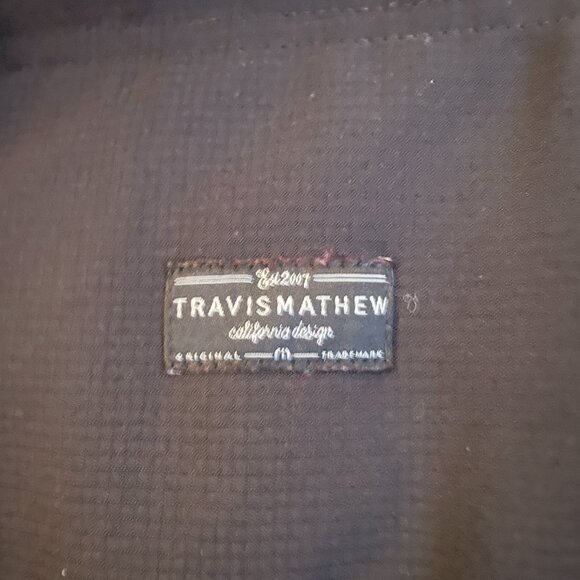 Est 2007
TRAVISMATHEW
california design
ORIGINAL TRADEMARK